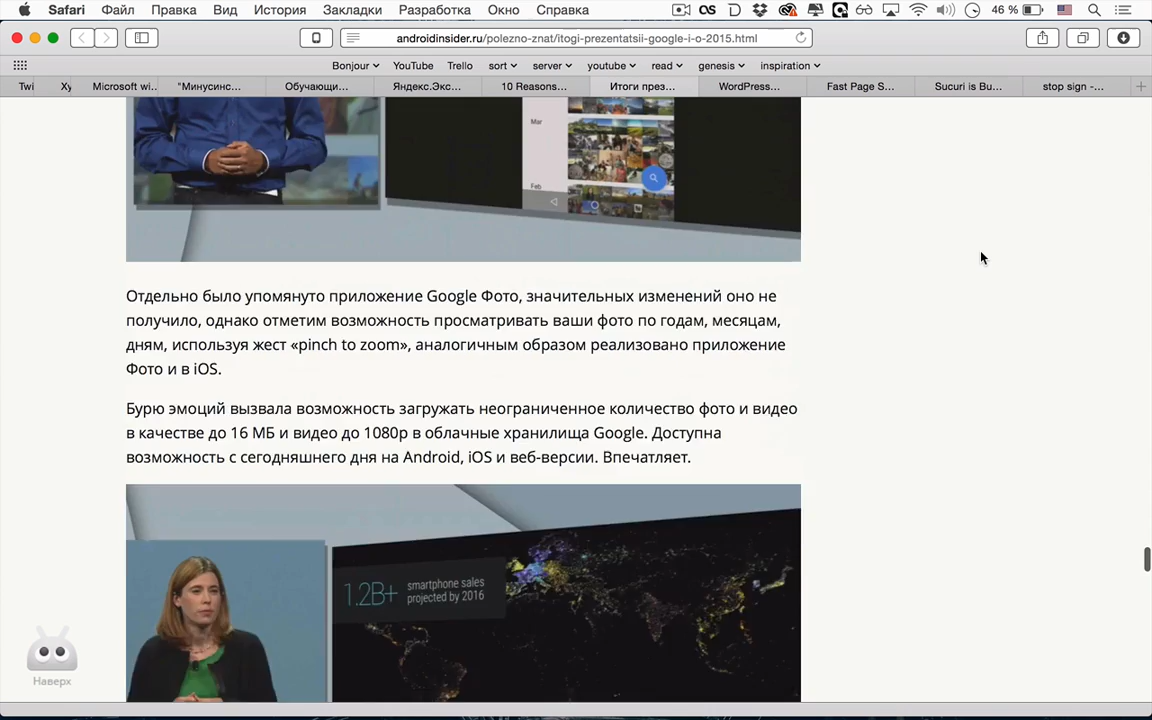 Safari Файл Правка Вид История Закладки Разработка Окно Справка 46 %
androidinsider.ru/polezno-znat/itogi-prezentatsii-google-i-o-2015.html
Bonjour YouTube Trello sort server youtube read genesis inspiration
Twi Ху Microsoft wi... "Минусинс... Обучающи... Яндекс.Экс... 10 Reasons... Итоги през... WordPress... Fast Page S... Sucuri is Bu... stop sign -...
Mar
Feb
Отдельно было упомянуто приложение Google Фото, значительных изменений оно не
получило, однако отметим возможность просматривать ваши фото по годам, месяцам,
дням, используя жест «pinch to zoom», аналогичным образом реализовано приложение
Фото и в iOS.
Бурю эмоций вызвала возможность загружать неограниченное количество фото и видео
в качестве до 16 МБ и видео до 1080p в облачные хранилища Google. Доступна
возможность с сегодняшнего дня на Android, iOS и веб-версии. Впечатляет.
1.2B+ smartphone sales
projected by 2016
Наверх